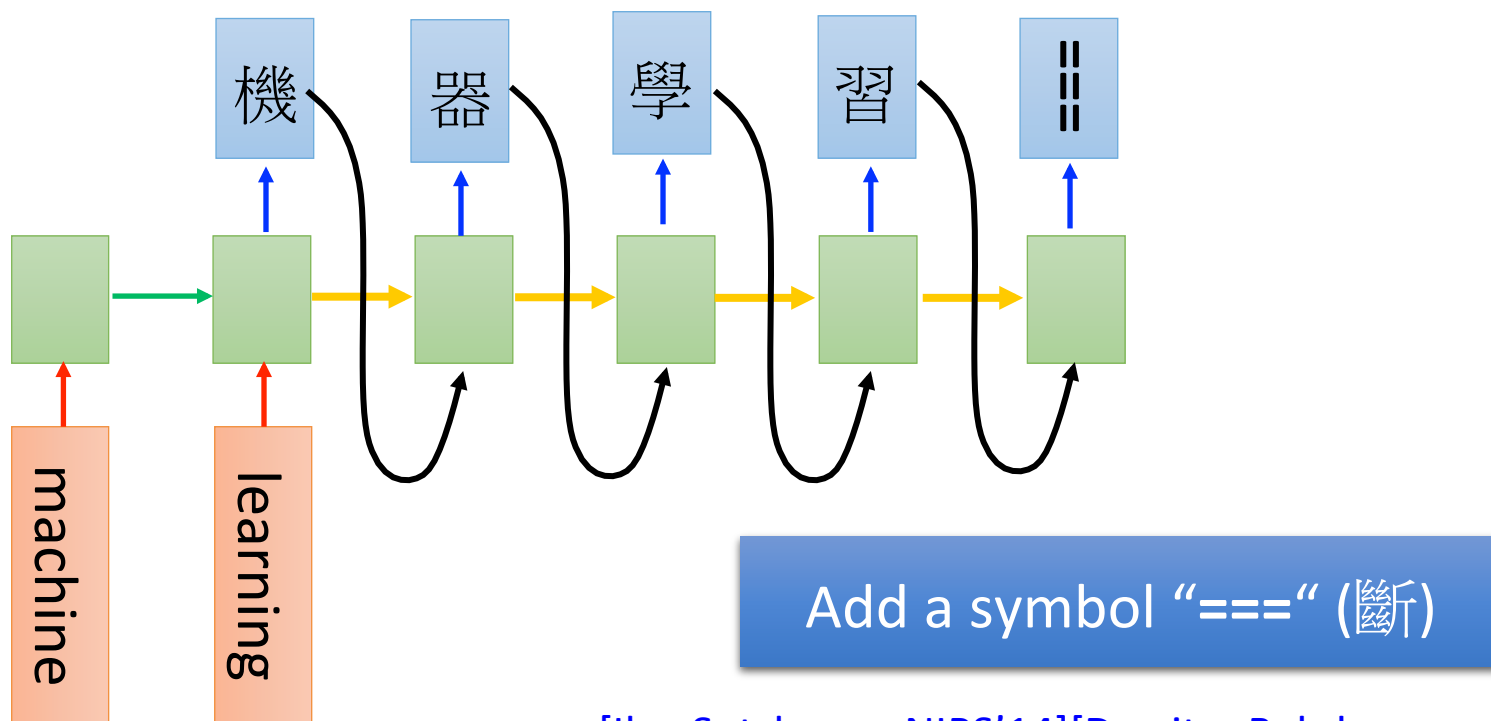 機 器 學 習 ===
machine learning
Add a symbol “===“ (斷)